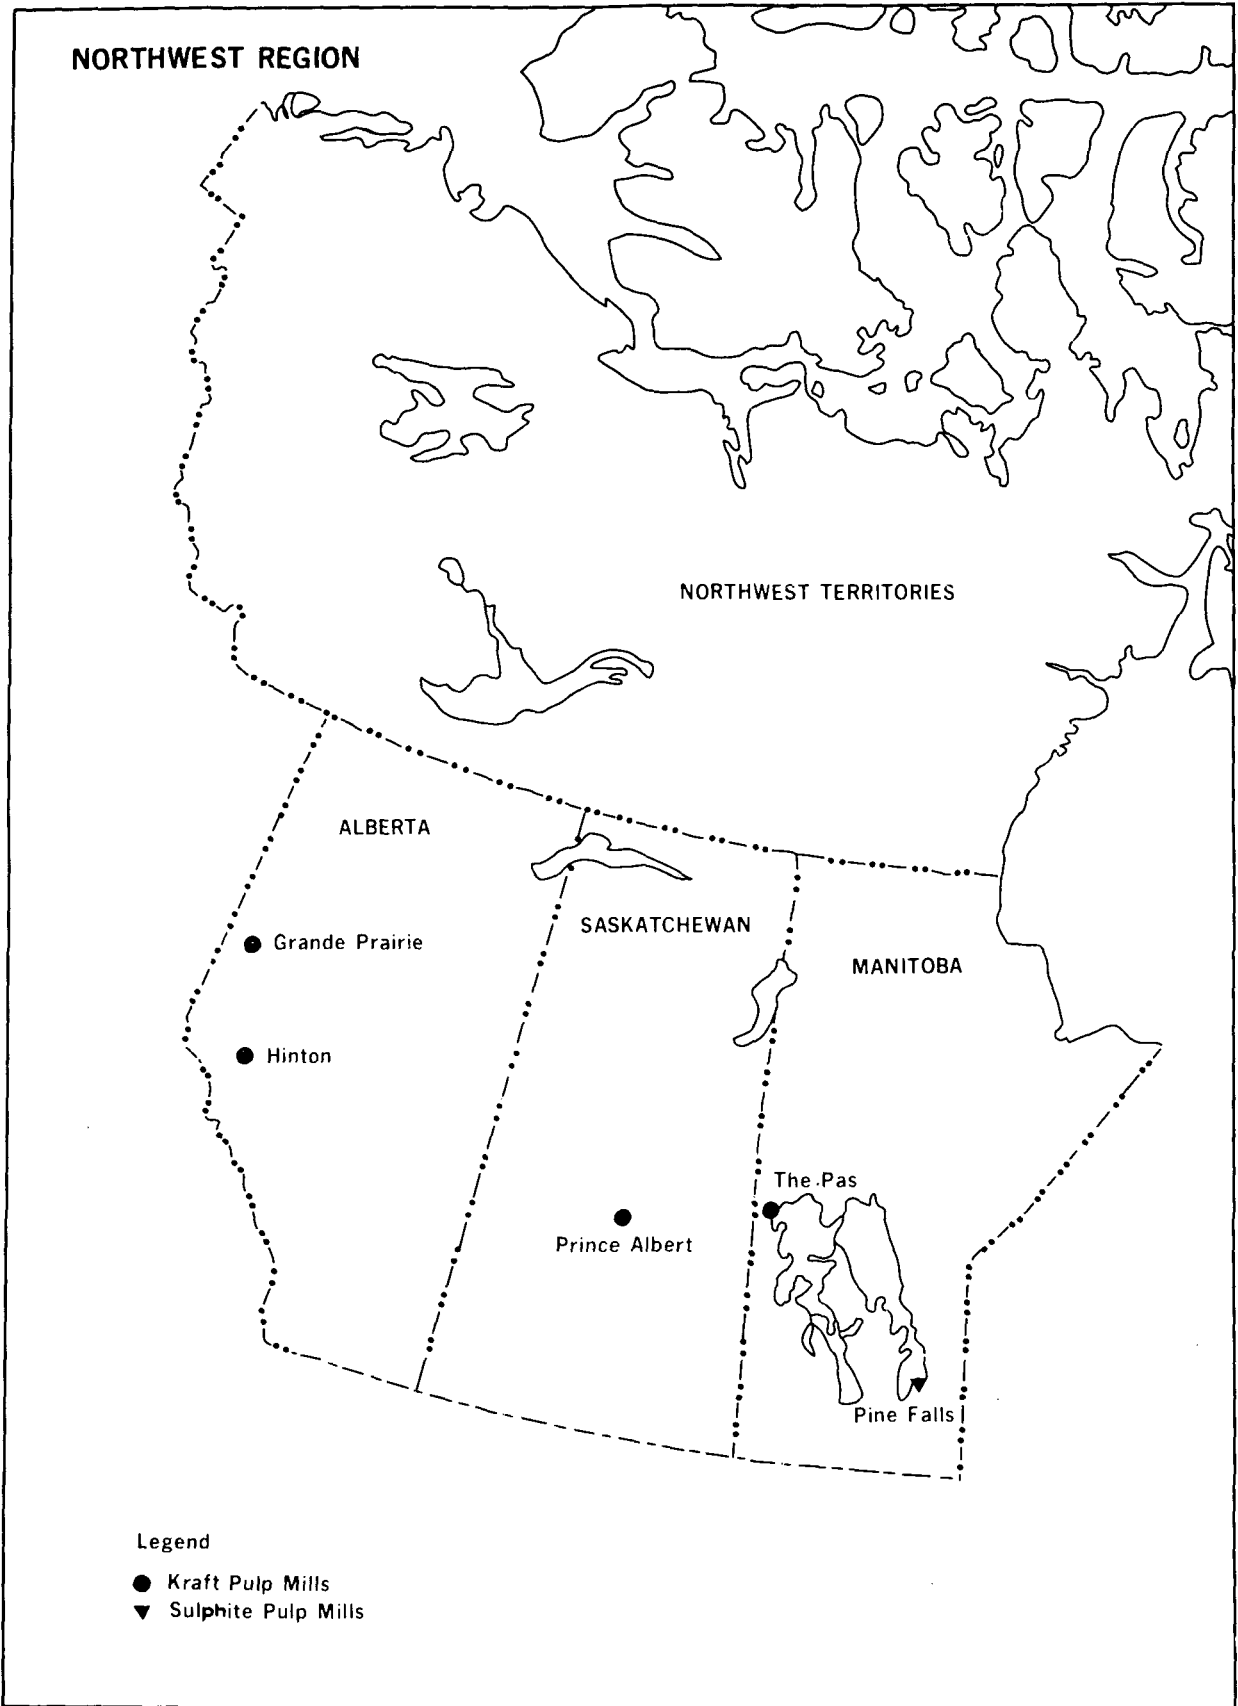 NORTHWEST REGION
NORTHWEST TERRITORIES
ALBERTA
SASKATCHEWAN
MANITOBA
Grande Prairie
Hinton
The Pas
Prince Albert
Pine Falls
Legend
Kraft Pulp Mills
Sulphite Pulp Mills